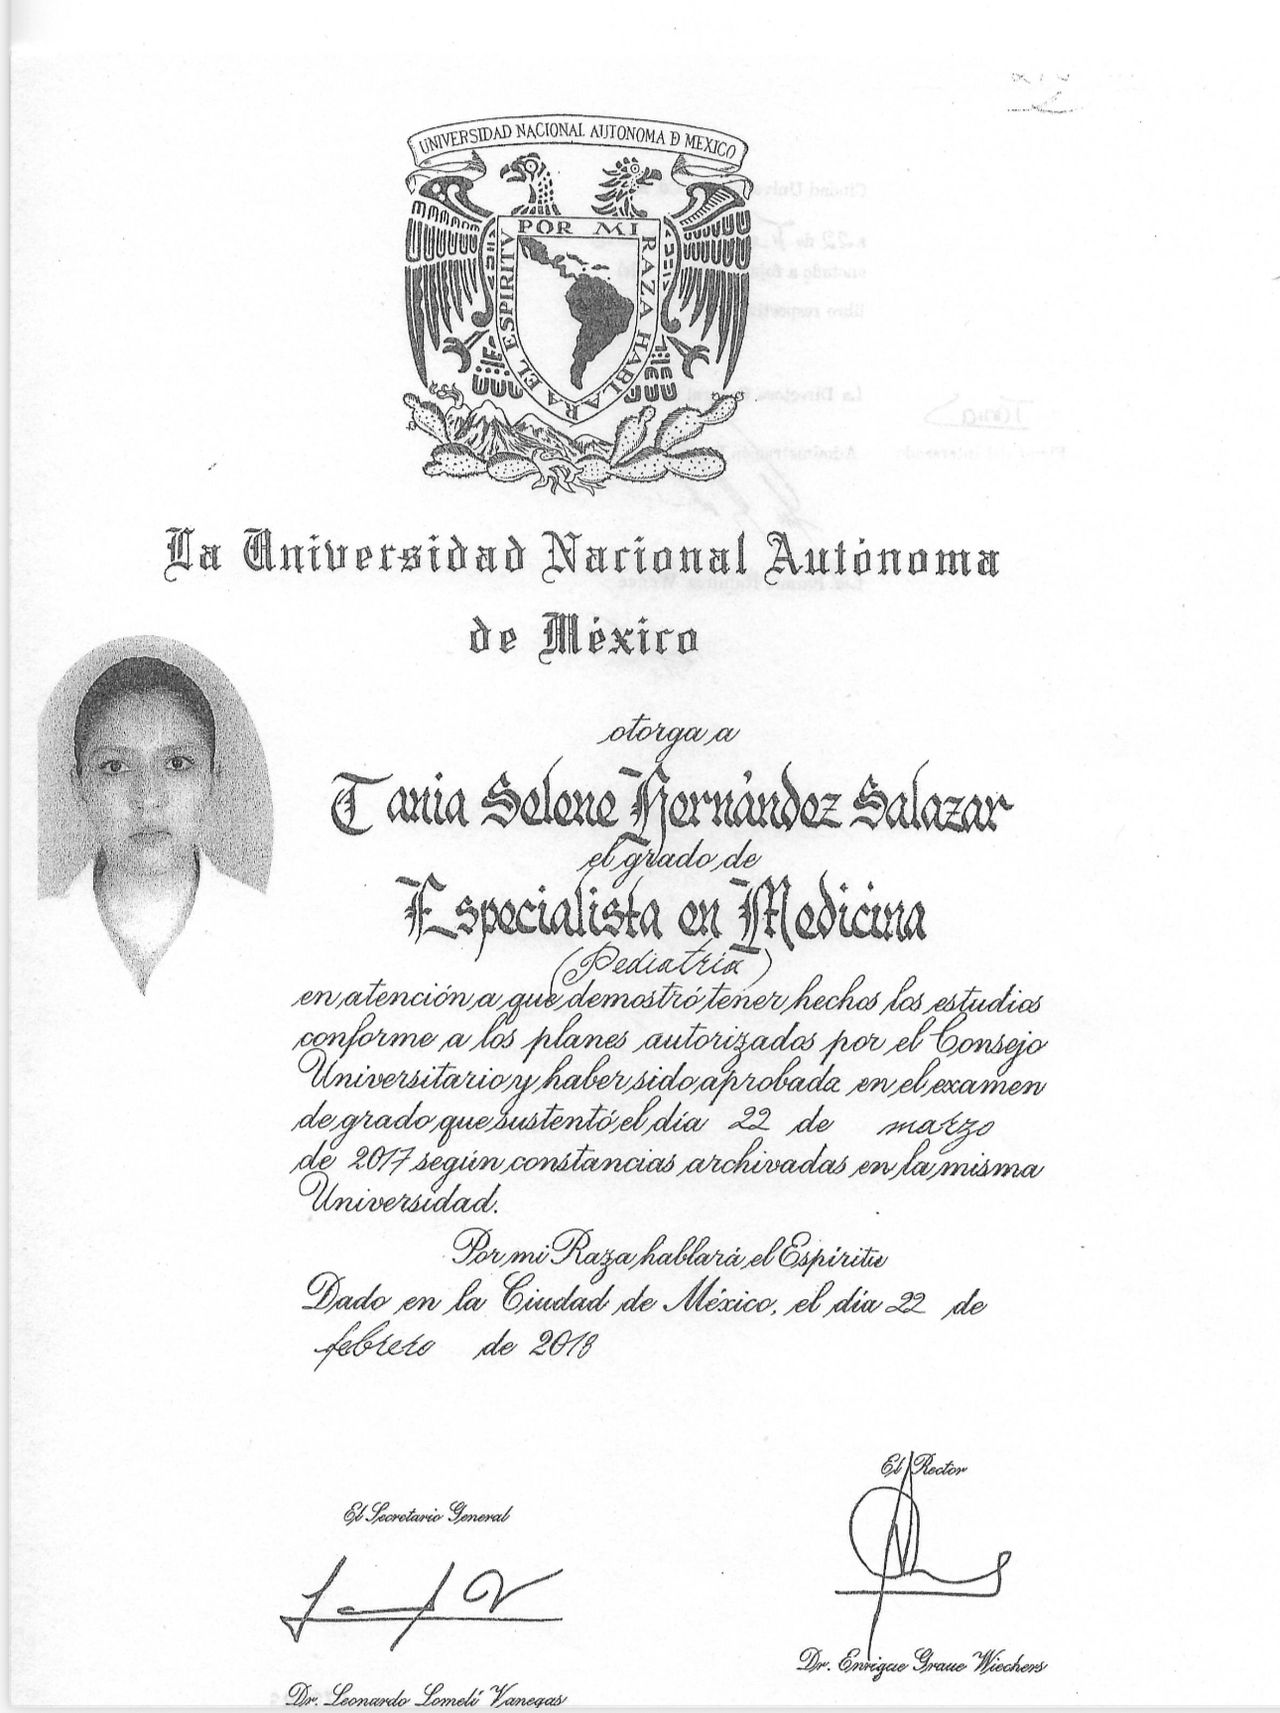 UNIVERSIDAD NACIONAL AUTONOMA D MEXICO
POR MI RAZA HABLARA EL ESPIRITU
La Universidad Nacional Autónoma
de México
otorga a
Tania Selene Hernández Salazar
el grado de
Especialista en Medicina
(Pediatría)
en atención a que demostró tener hechos los estudios
conforme a los planes autorizados por el Consejo
Universitario y haber sido aprobada en el examen
de grado que sustentó el día 22 de marzo
de 2017 según constancias archivadas en la misma
Universidad.
Por mi Raza hablará el Espíritu
Dado en la Ciudad de México, el día 22 de
febrero de 2018
El Rector
El Secretario General
Dr. Enrique Graue Wiechers
Dr. Leonardo Lomelí Vanegas